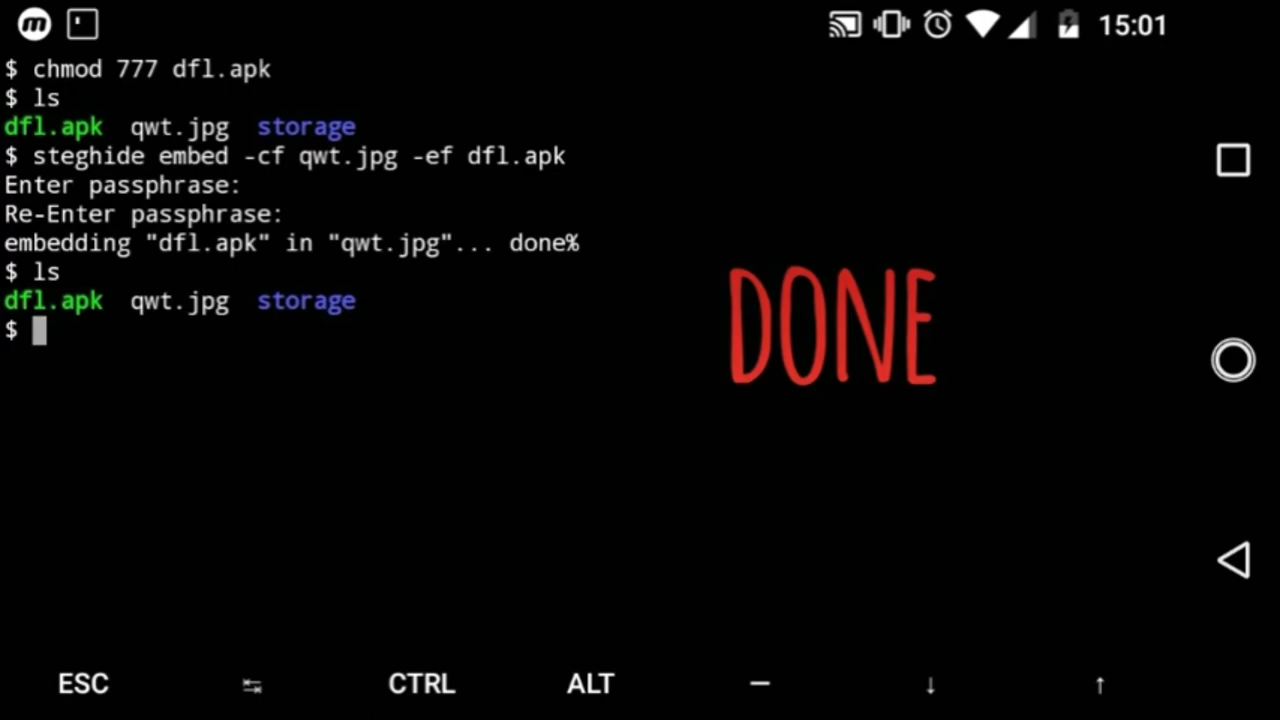 15:01
$ chmod 777 dfl.apk
$ ls
dfl.apk  qwt.jpg  storage
$ steghide embed -cf qwt.jpg -ef dfl.apk
Enter passphrase:
Re-Enter passphrase:
embedding "dfl.apk" in "qwt.jpg"... done%
$ ls
dfl.apk  qwt.jpg  storage
$
DONE
ESC ⇆ CTRL ALT — ↓ ↑